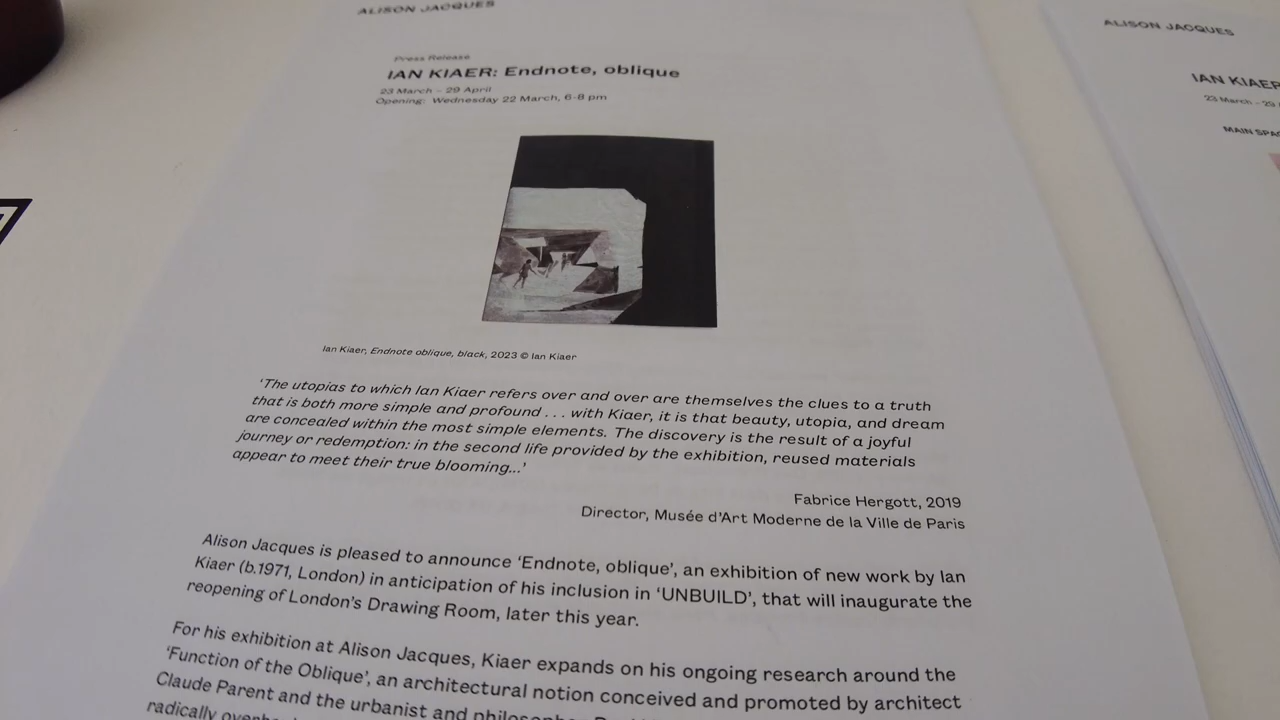 ALISON JACQUES
Press Release
IAN KIAER: Endnote, oblique
23 March – 29 April
Opening: Wednesday 22 March, 6-8 pm
Ian Kiaer, Endnote oblique, black, 2023 © Ian Kiaer
‘The utopias to which Ian Kiaer refers over and over are themselves the clues to a truth
that is both more simple and profound . . . with Kiaer, it is that beauty, utopia, and dream
are concealed within the most simple elements. The discovery is the result of a joyful
journey or redemption: in the second life provided by the exhibition, reused materials
appear to meet their true blooming...’
Fabrice Hergott, 2019
Director, Musée d'Art Moderne de la Ville de Paris
Alison Jacques is pleased to announce ‘Endnote, oblique’, an exhibition of new work by Ian
Kiaer (b.1971, London) in anticipation of his inclusion in ‘UNBUILD’, that will inaugurate the
reopening of London's Drawing Room, later this year.
For his exhibition at Alison Jacques, Kiaer expands on his ongoing research around the
‘Function of the Oblique’, an architectural notion conceived and promoted by architect
Claude Parent and the urbanist and
radically
ALISON JACQUES
IAN KIAER
23 March – 29
MAIN SPAC